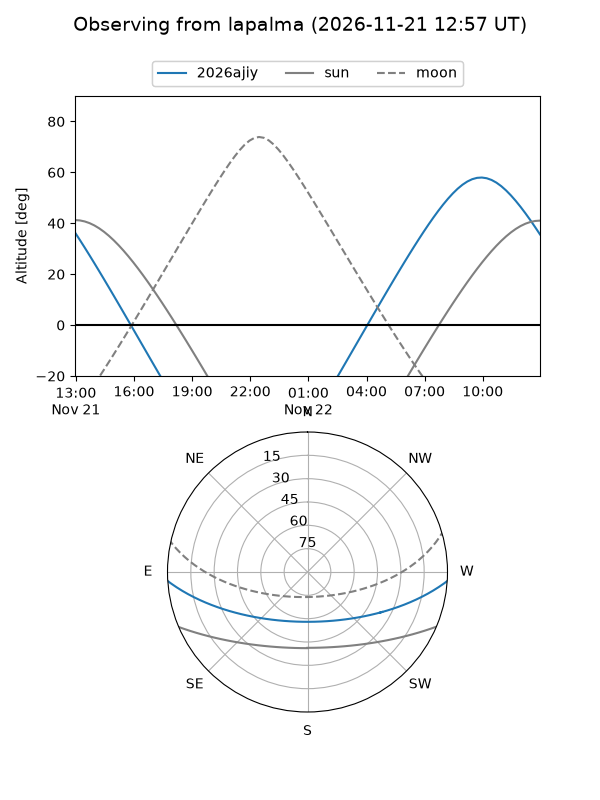 Observing from lapalma (2026-11-21 12:57 UT)
2026ajiy sun moon
Altitude [deg]
80
60
40
20
0
−20
13:00 16:00 19:00 22:00 01:00 04:00 07:00 10:00
Nov 21 Nov 22
N
NE NW
15
30
45
60
75
E W
SE SW
S